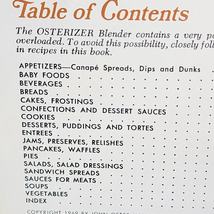 Table of Contents
The OSTERIZER Blender contains a very po
overloaded. To avoid this possibility, closely foll
in recipes in this book.
APPETIZERS—Canapé Spreads, Dips and Dunks
BABY FOODS
BEVERAGES
BREADS
CAKES, FROSTINGS
CONFECTIONS AND DESSERT SAUCES
COOKIES
DESSERTS, PUDDINGS AND TORTES
ENTREES
JAMS, PRESERVES, RELISHES
PANCAKES, WAFFLES
PIES
SALADS, SALAD DRESSINGS
SANDWICH SPREADS
SAUCES FOR MEATS
SOUPS
VEGETABLES
INDEX